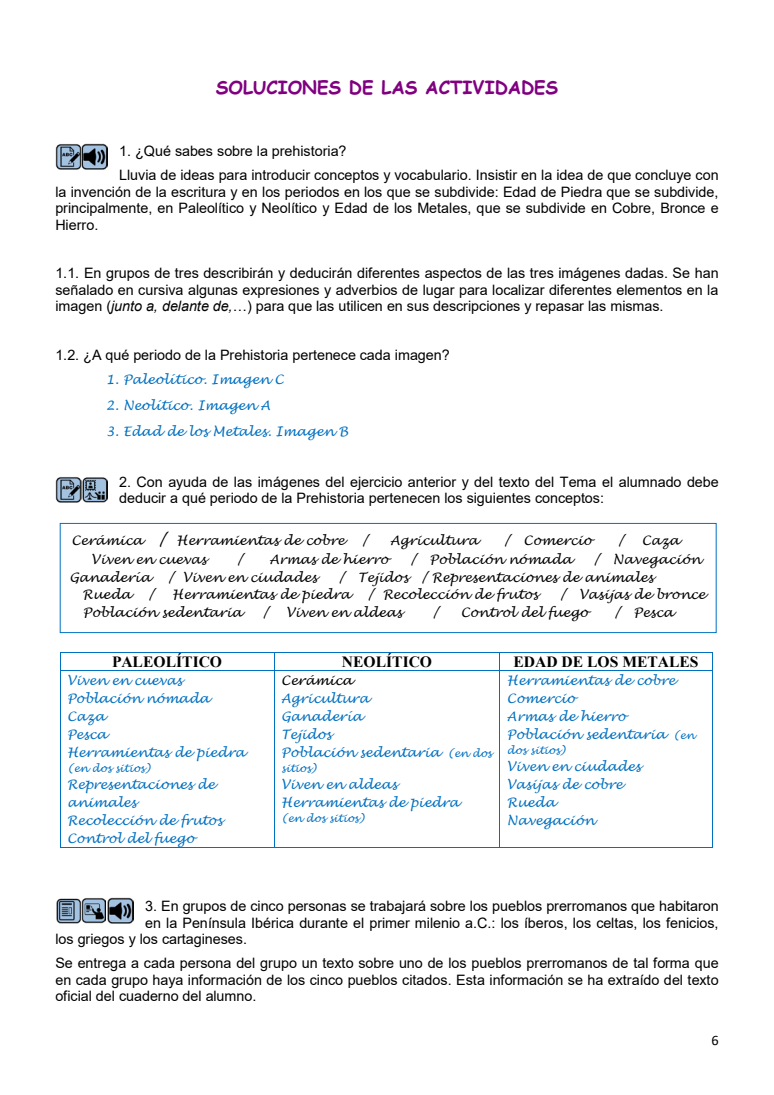 SOLUCIONES DE LAS ACTIVIDADES
1. ¿Qué sabes sobre la prehistoria?
Lluvia de ideas para introducir conceptos y vocabulario. Insistir en la idea de que concluye con
la invención de la escritura y en los periodos en los que se subdivide: Edad de Piedra que se subdivide,
principalmente, en Paleolítico y Neolítico y Edad de los Metales, que se subdivide en Cobre, Bronce e
Hierro.
1.1. En grupos de tres describirán y deducirán diferentes aspectos de las tres imágenes dadas. Se han
señalado en cursiva algunas expresiones y adverbios de lugar para localizar diferentes elementos en la
imagen (junto a, delante de,…) para que las utilicen en sus descripciones y repasar las mismas.
1.2. ¿A qué periodo de la Prehistoria pertenece cada imagen?
1. Paleolítico. Imagen C
2. Neolítico. Imagen A
3. Edad de los Metales. Imagen B
2. Con ayuda de las imágenes del ejercicio anterior y del texto del Tema el alumnado debe
deducir a qué periodo de la Prehistoria pertenecen los siguientes conceptos:
Cerámica / Herramientas de cobre / Agricultura / Comercio / Caza
Viven en cuevas / Armas de hierro / Población nómada / Navegación
Ganadería / Viven en ciudades / Tejidos / Representaciones de animales
Rueda / Herramientas de piedra / Recolección de frutos / Vasijas de bronce
Población sedentaria / Viven en aldeas / Control del fuego / Pesca
PALEOLÍTICO
Viven en cuevas
Población nómada
Caza
Pesca
Herramientas de piedra
(en dos sitios)
Representaciones de
animales
Recolección de frutos
Control del fuego
NEOLÍTICO
Cerámica
Agricultura
Ganadería
Tejidos
Población sedentaria (en dos
sitios)
Viven en aldeas
Herramientas de piedra
(en dos sitios)
EDAD DE LOS METALES
Herramientas de cobre
Comercio
Armas de hierro
Población sedentaria (en
dos sitios)
Viven en ciudades
Vasijas de cobre
Rueda
Navegación
3. En grupos de cinco personas se trabajará sobre los pueblos prerromanos que habitaron
en la Península Ibérica durante el primer milenio a.C.: los íberos, los celtas, los fenicios,
los griegos y los cartagineses.
Se entrega a cada persona del grupo un texto sobre uno de los pueblos prerromanos de tal forma que
en cada grupo haya información de los cinco pueblos citados. Esta información se ha extraído del texto
oficial del cuaderno del alumno.
6